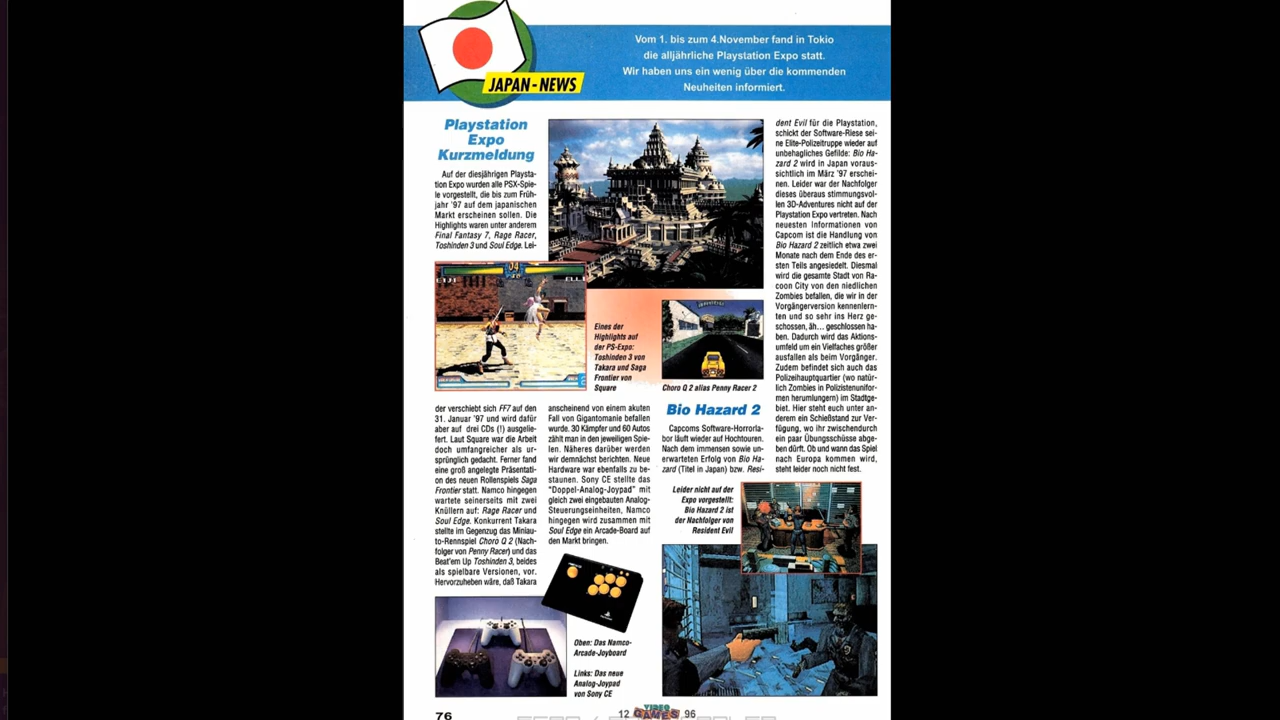 JAPAN-NEWS
Vom 1. bis zum 4.November fand in Tokio
die alljährliche Playstation Expo statt.
Wir haben uns ein wenig über die kommenden
Neuheiten informiert.
Playstation
Expo
Kurzmeldung
Auf der diesjährigen Playsta-
tion Expo wurden alle PSX-Spie-
le vorgestellt, die bis zum Früh-
jahr '97 auf dem japanischen
Markt erscheinen sollen. Die
Highlights waren unter anderem
Final Fantasy 7, Rage Racer,
Toshinden 3 und Soul Edge. Lei-
Eines der
Highlights auf
der PS-Expo:
Toshinden 3 von
Takara und Saga
Frontier von
Square
der verschiebt sich FF7 auf den
31. Januar '97 und wird dafür
aber auf drei CDs (!) ausgelie-
fert. Laut Square war die Arbeit
doch umfangreicher als ur-
sprünglich gedacht. Ferner fand
eine groß angelegte Präsentati-
on des neuen Rollenspiels Saga
Frontier statt. Namco hingegen
wartete seinerseits mit zwei
Knüllern auf: Rage Racer und
Soul Edge. Konkurrent Takara
stellte im Gegenzug das Miniau-
to-Rennspiel Choro Q 2 (Nach-
folger von Penny Racer) und das
Beat'em Up Toshinden 3, beides
als spielbare Versionen, vor.
Hervorzuheben wäre, daß Takara
anscheinend von einem akuten
Fall von Gigantomanie befallen
wurde. 30 Kämpfer und 60 Autos
zählt man in den jeweiligen Spie-
len. Näheres darüber werden
wir demnächst berichten. Neue
Hardware war ebenfalls zu be-
staunen. Sony CE stellte das
"Doppel-Analog-Joypad" mit
gleich zwei eingebauten Analog-
Steuerungseinheiten, Namco
hingegen wird zusammen mit
Soul Edge ein Arcade-Board auf
den Markt bringen.
Oben: Das Namco-
Arcade-Joyboard
Links: Das neue
Analog-Joypad
von Sony CE
Choro Q 2 alias Penny Racer 2
Bio Hazard 2
Capcoms Software-Horrorla-
bor läuft wieder auf Hochtouren.
Nach dem immensen sowie un-
erwarteten Erfolg von Bio Ha-
zard (Titel in Japan) bzw. Resi-
dent Evil für die Playstation,
schickt der Software-Riese sei-
ne Elite-Polizeitruppe wieder auf
unbehagliches Gefilde: Bio Ha-
zard 2 wird in Japan voraus-
sichtlich im März '97 erschei-
nen. Leider war der Nachfolger
dieses überaus stimmungsvol-
len 3D-Adventures nicht auf der
Playstation Expo vertreten. Nach
neuesten Informationen von
Capcom ist die Handlung von
Bio Hazard 2 zeitlich etwa zwei
Monate nach dem Ende des er-
sten Teils angesiedelt. Diesmal
wird die gesamte Stadt von Ra-
coon City von den niedlichen
Zombies befallen, die wir in der
Vorgängerversion kennenlern-
ten und so sehr ins Herz ge-
schossen, äh... geschlossen ha-
ben. Dadurch wird das Aktions-
umfeld um ein Vielfaches größer
ausfallen als beim Vorgänger.
Zudem befindet sich auch das
Polizeihauptquartier (wo natür-
lich Zombies in Polizistenunifor-
men herumlungern) im Stadtge-
biet. Hier steht euch unter an-
derem ein Schießstand zur Ver-
fügung, wo ihr zwischendurch
ein paar Übungsschüsse abge-
ben dürft. Ob und wann das Spiel
nach Europa kommen wird,
steht leider noch nicht fest.
Leider nicht auf der
Expo vorgestellt:
Bio Hazard 2 ist
der Nachfolger von
Resident Evil
76
12 VIDEO GAMES 96